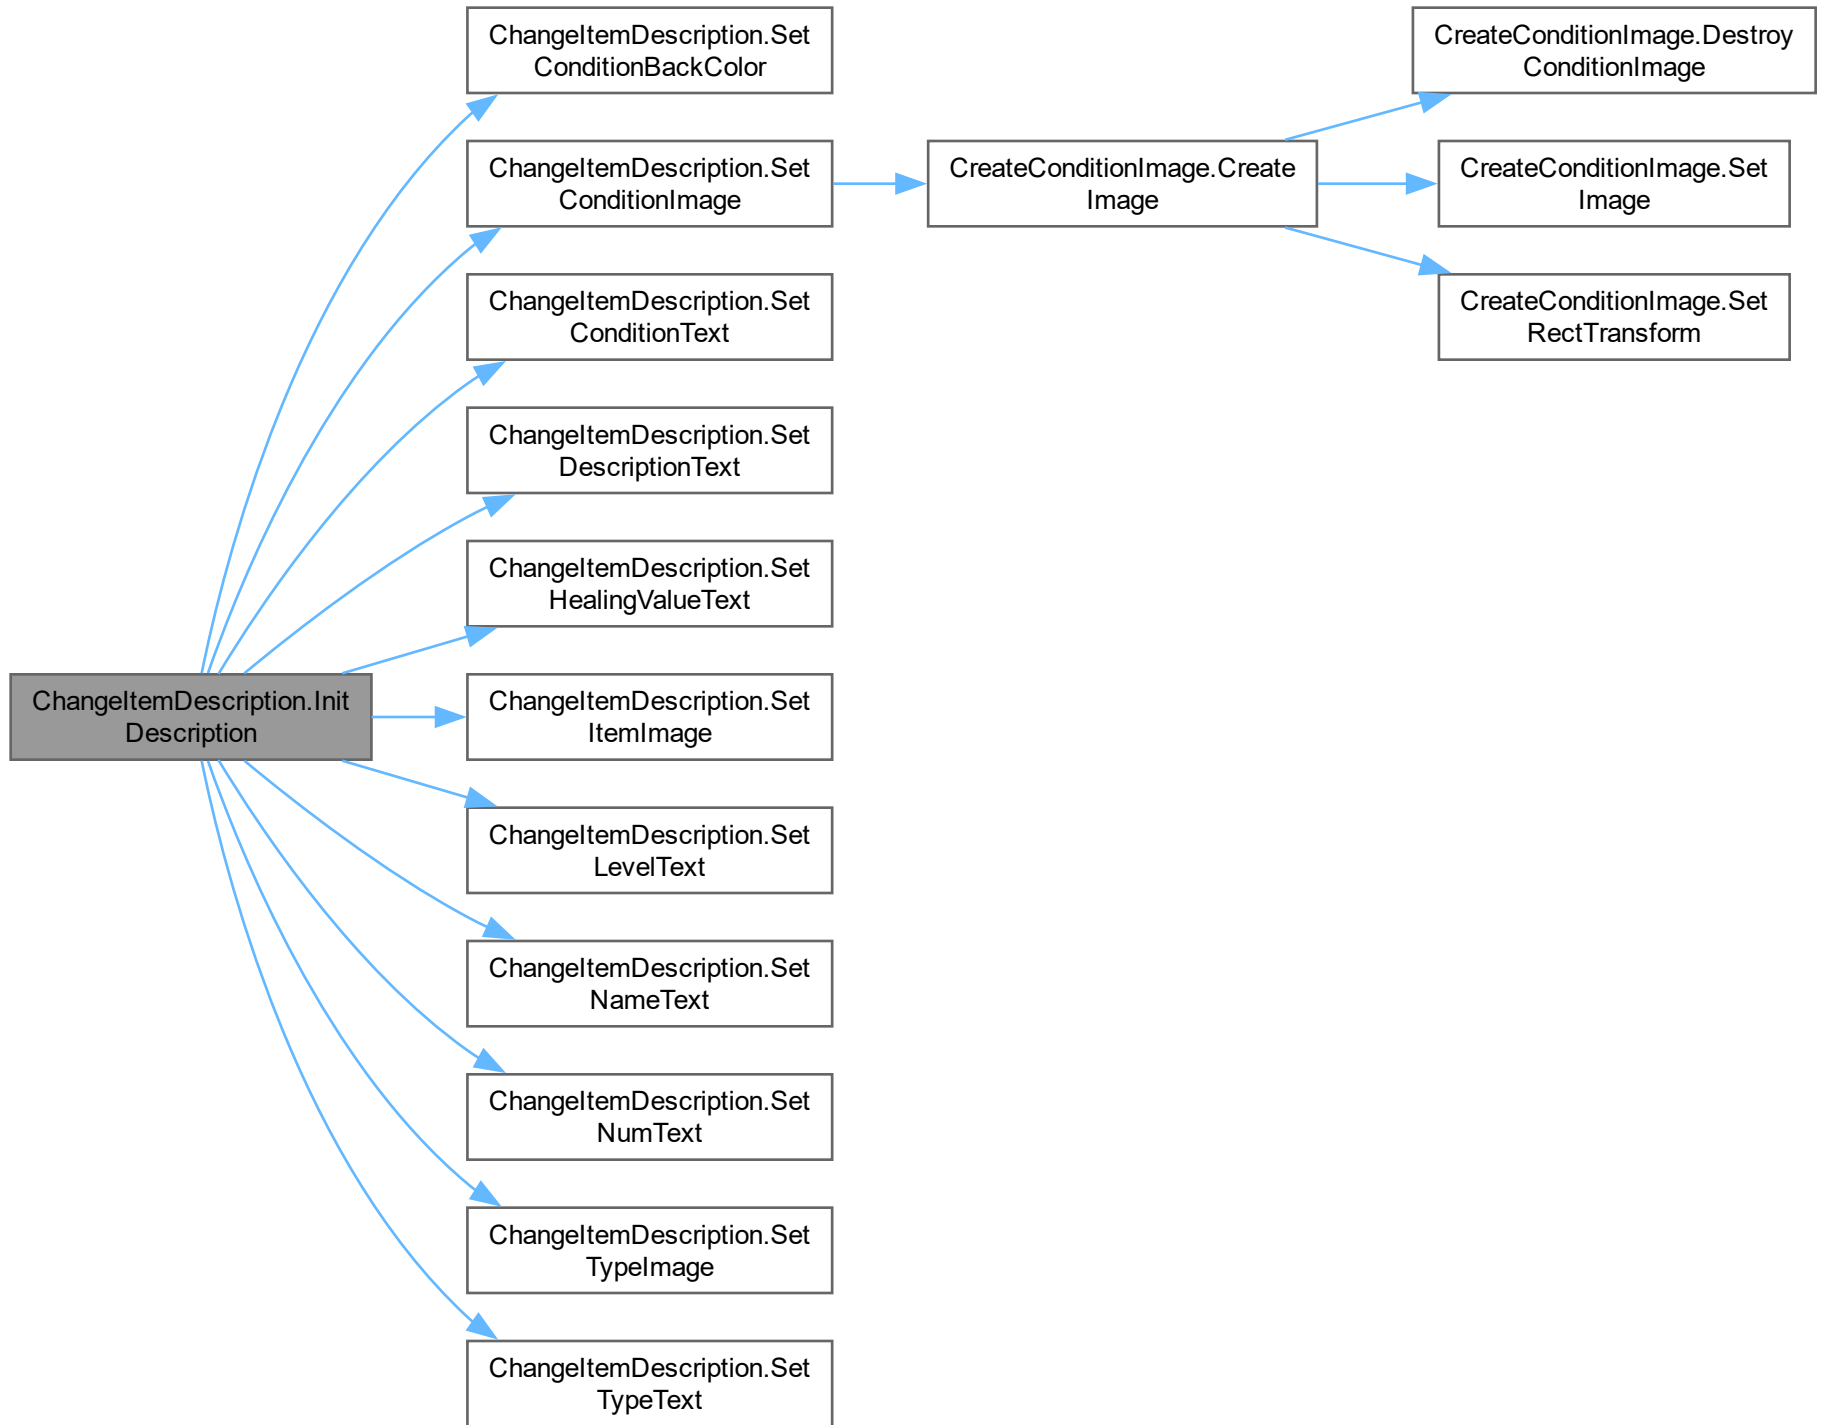 ChangeItemDescription.Init
Description
ChangeItemDescription.Set
ConditionBackColor
ChangeItemDescription.Set
ConditionImage
ChangeItemDescription.Set
ConditionText
ChangeItemDescription.Set
DescriptionText
ChangeItemDescription.Set
HealingValueText
ChangeItemDescription.Set
ItemImage
ChangeItemDescription.Set
LevelText
ChangeItemDescription.Set
NameText
ChangeItemDescription.Set
NumText
ChangeItemDescription.Set
TypeImage
ChangeItemDescription.Set
TypeText
CreateConditionImage.Create
Image
CreateConditionImage.Destroy
ConditionImage
CreateConditionImage.Set
Image
CreateConditionImage.Set
RectTransform